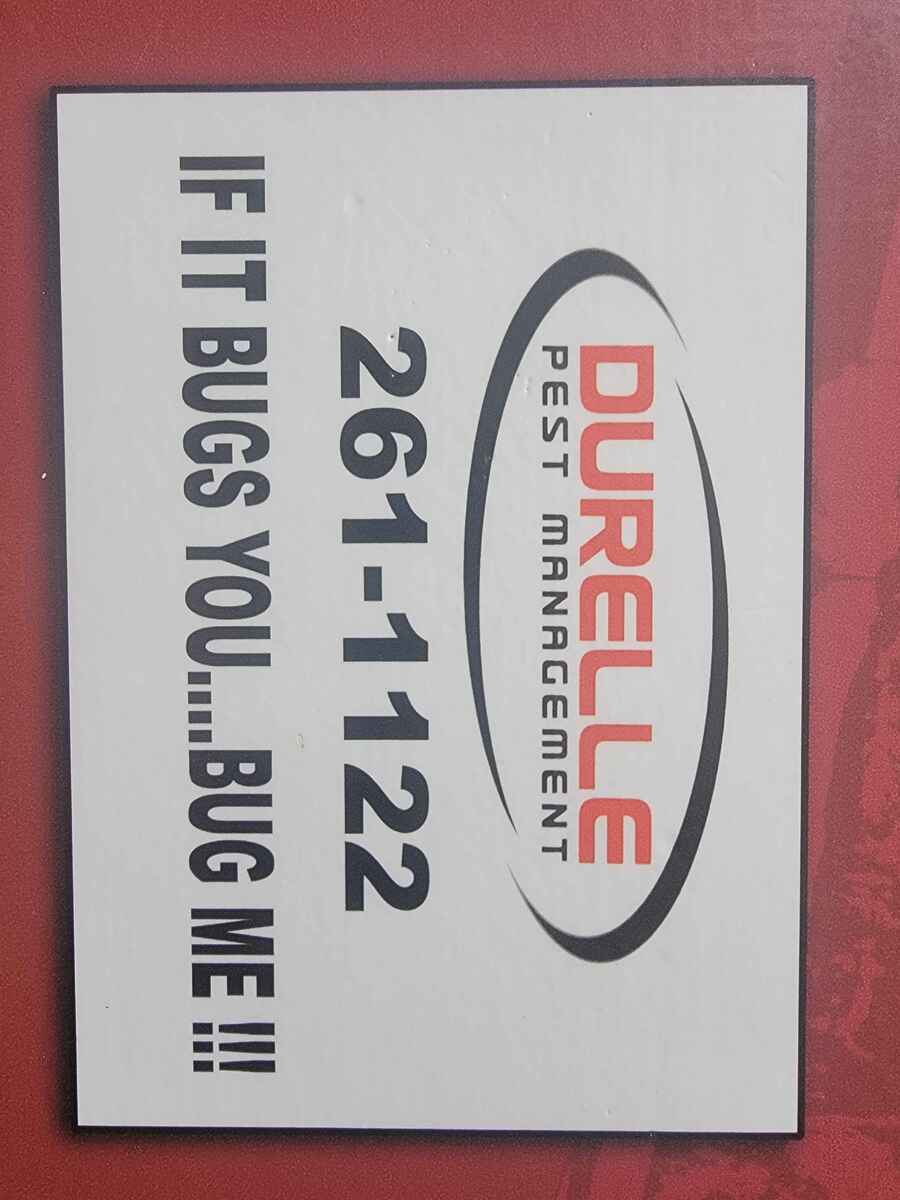 DURELLE
PEST MANAGEMENT
261-1122
IF IT BUGS YOU....BUG ME !!!